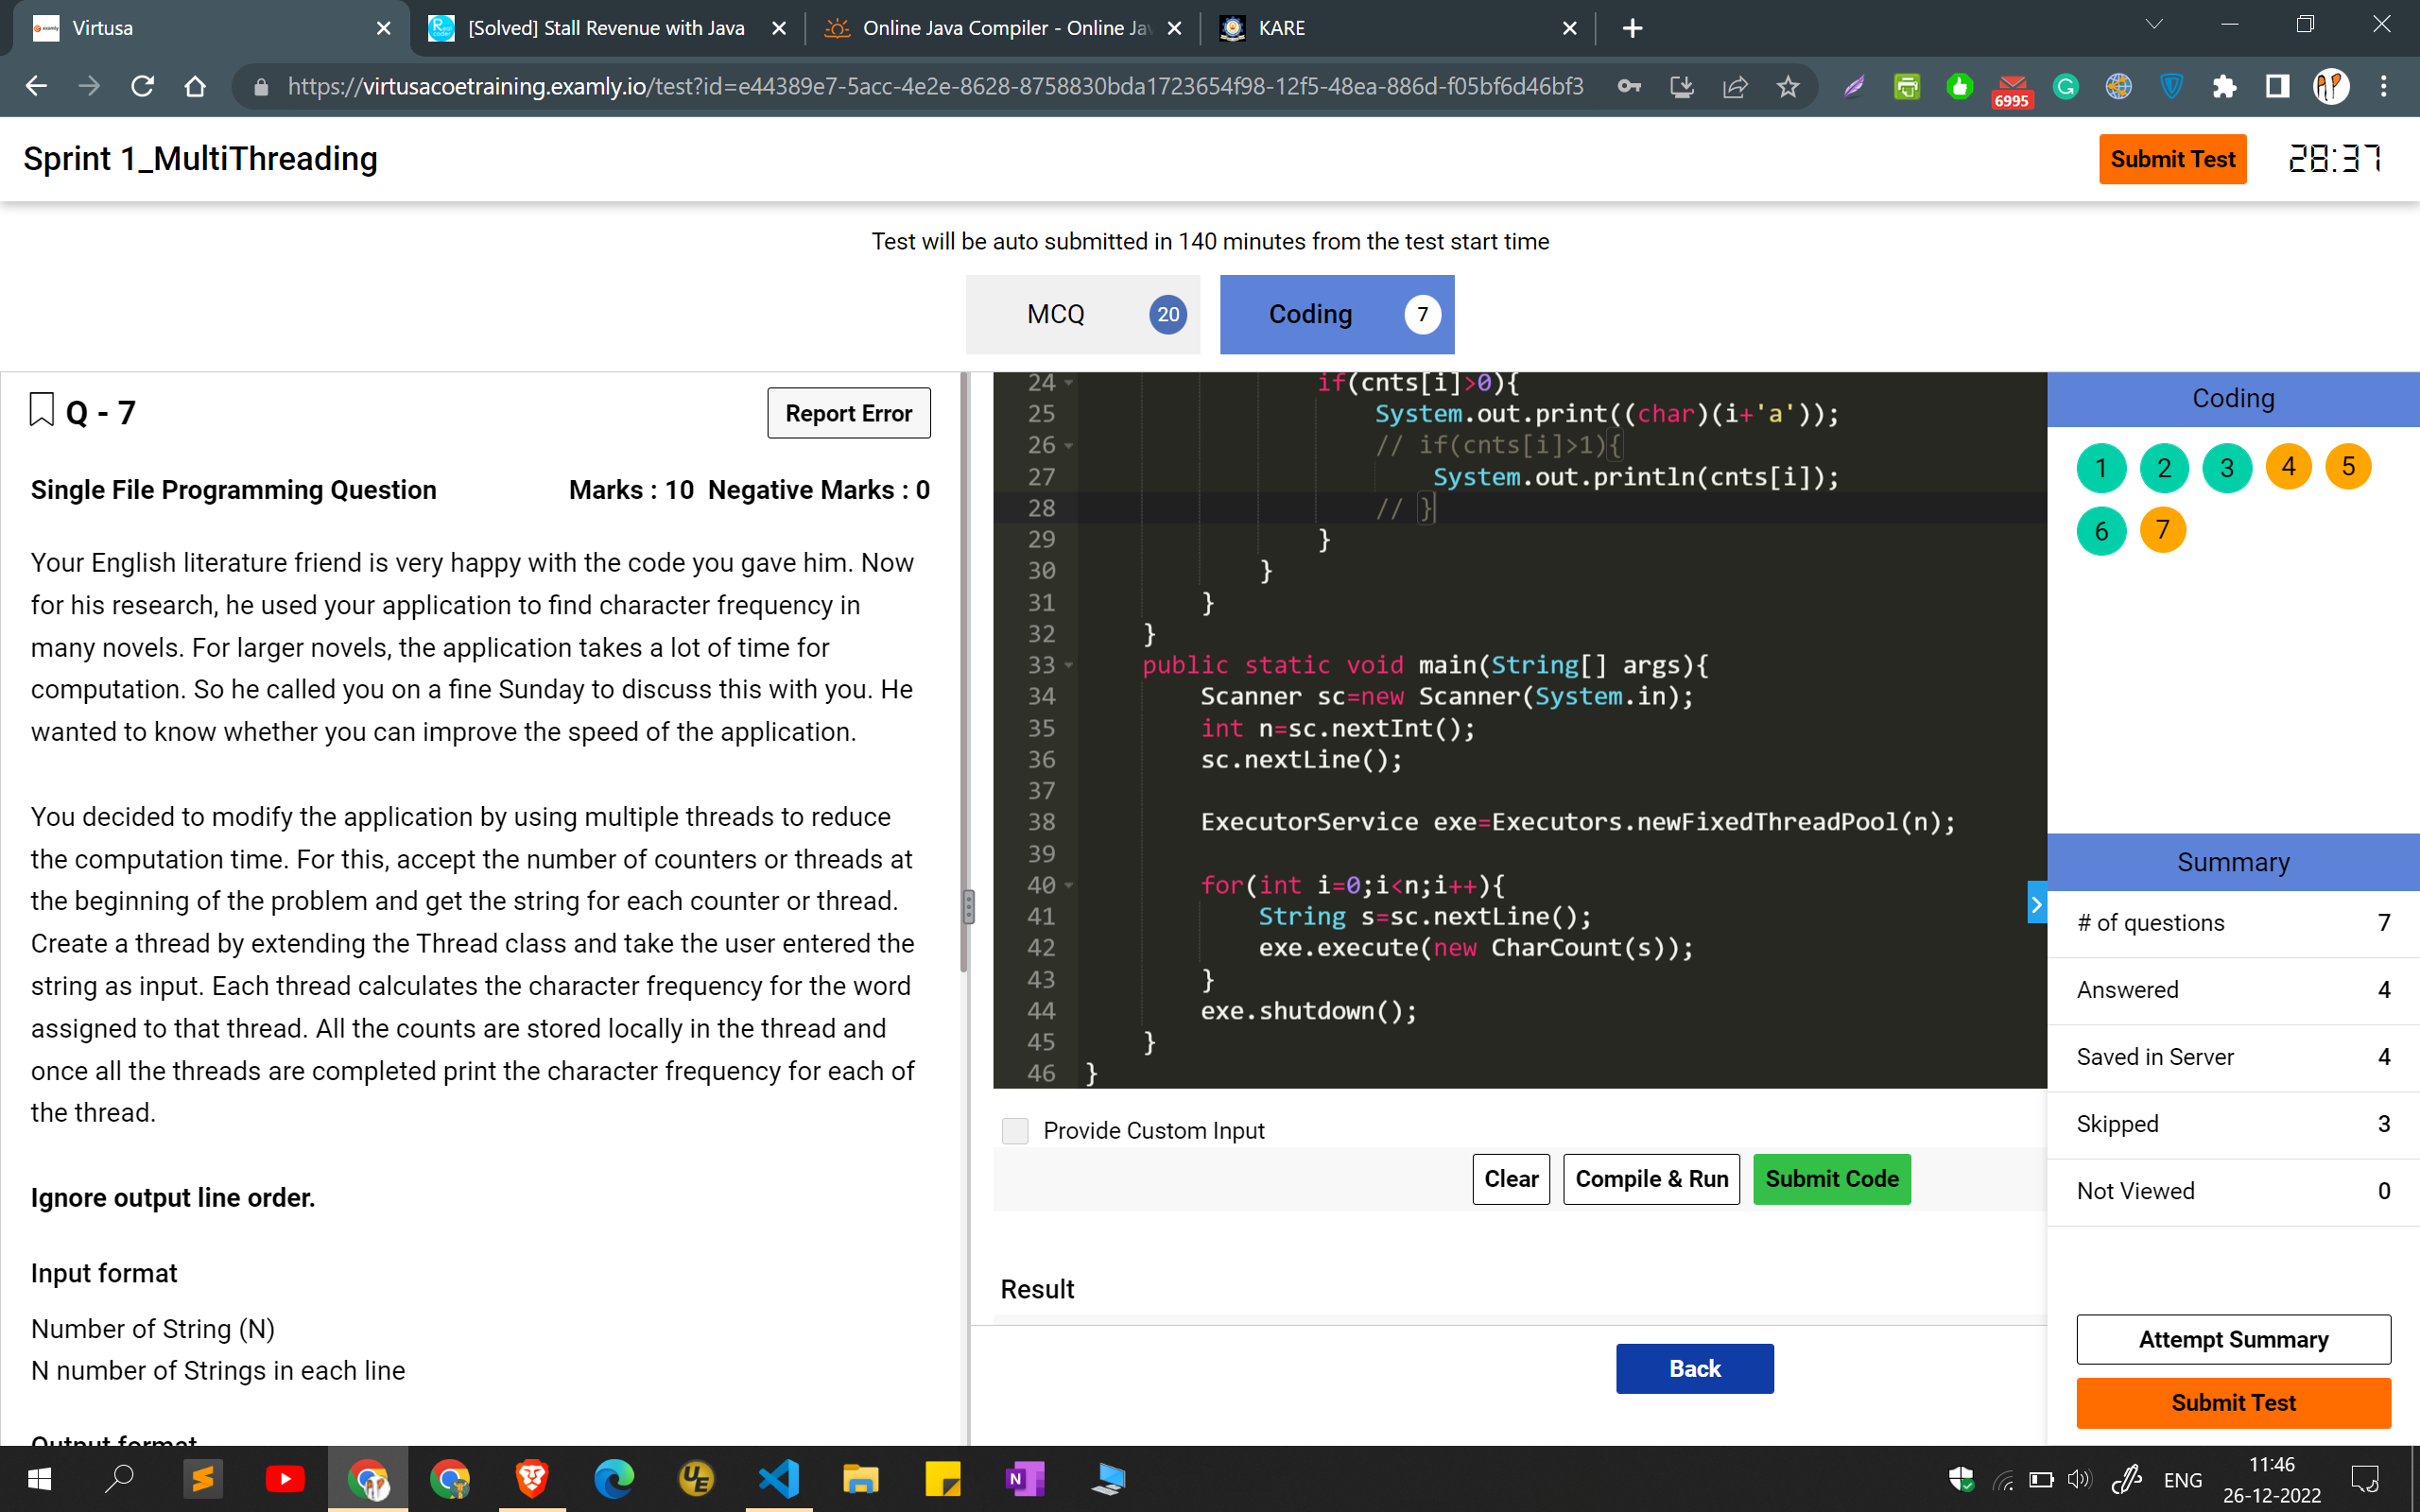 Virtusa
[Solved] Stall Revenue with Java
Online Java Compiler - Online Jav
KARE
https://virtusacoetraining.examly.io/test?id=e44389e7-5acc-4e2e-8628-8758830bda1723654f98-12f5-48ea-886d-f05bf6d46bf3
6995
Sprint 1_MultiThreading
Submit Test
28:37
Test will be auto submitted in 140 minutes from the test start time
MCQ 20
Coding 7
Q - 7
Report Error
Single File Programming Question
Marks : 10 Negative Marks : 0
Your English literature friend is very happy with the code you gave him. Now
for his research, he used your application to find character frequency in
many novels. For larger novels, the application takes a lot of time for
computation. So he called you on a fine Sunday to discuss this with you. He
wanted to know whether you can improve the speed of the application.
You decided to modify the application by using multiple threads to reduce
the computation time. For this, accept the number of counters or threads at
the beginning of the problem and get the string for each counter or thread.
Create a thread by extending the Thread class and take the user entered the
string as input. Each thread calculates the character frequency for the word
assigned to that thread. All the counts are stored locally in the thread and
once all the threads are completed print the character frequency for each of
the thread.
Ignore output line order.
Input format
Number of String (N)
N number of Strings in each line
Output format
24 if(cnts[i]>0){
25 System.out.print((char)(i+'a'));
26 // if(cnts[i]>1){
27 System.out.println(cnts[i]);
28 // }
29 }
30 }
31 }
32 }
33 public static void main(String[] args){
34 Scanner sc=new Scanner(System.in);
35 int n=sc.nextInt();
36 sc.nextLine();
37
38 ExecutorService exe=Executors.newFixedThreadPool(n);
39
40 for(int i=0;i<n;i++){
41 String s=sc.nextLine();
42 exe.execute(new CharCount(s));
43 }
44 exe.shutdown();
45 }
46 }
Provide Custom Input
Clear
Compile & Run
Submit Code
Result
Back
Coding
1 2 3 4 5
6 7
Summary
# of questions 7
Answered 4
Saved in Server 4
Skipped 3
Not Viewed 0
Attempt Summary
Submit Test
ENG
11:46
26-12-2022